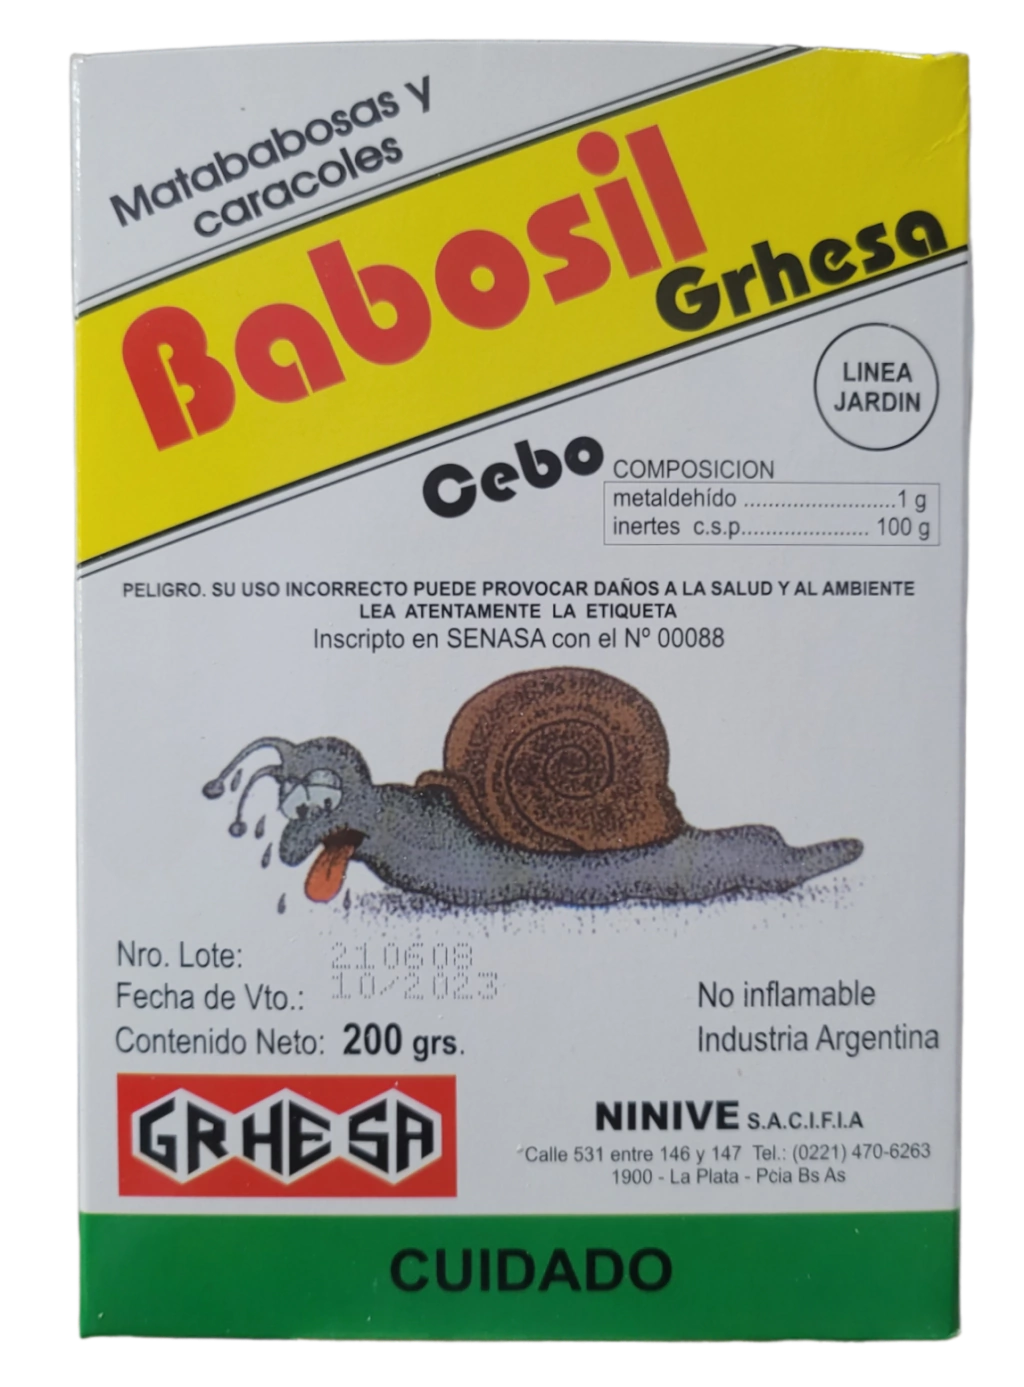 Matababosas y
caracoles
Babosil
Grhesa
LINEA
JARDIN
Cebo
COMPOSICION
metaldehído ........................1 g
inertes c.s.p.................... 100 g
PELIGRO. SU USO INCORRECTO PUEDE PROVOCAR DAÑOS A LA SALUD Y AL AMBIENTE
LEA ATENTAMENTE LA ETIQUETA
Inscripto en SENASA con el Nº 00088
Nro. Lote: 210608
Fecha de Vto.: 10/2023
Contenido Neto: 200 grs.
No inflamable
Industria Argentina
GRHESA
NINIVE S.A.C.I.F.I.A
Calle 531 entre 146 y 147 Tel.: (0221) 470-6263
1900 - La Plata - Pcia Bs As
CUIDADO